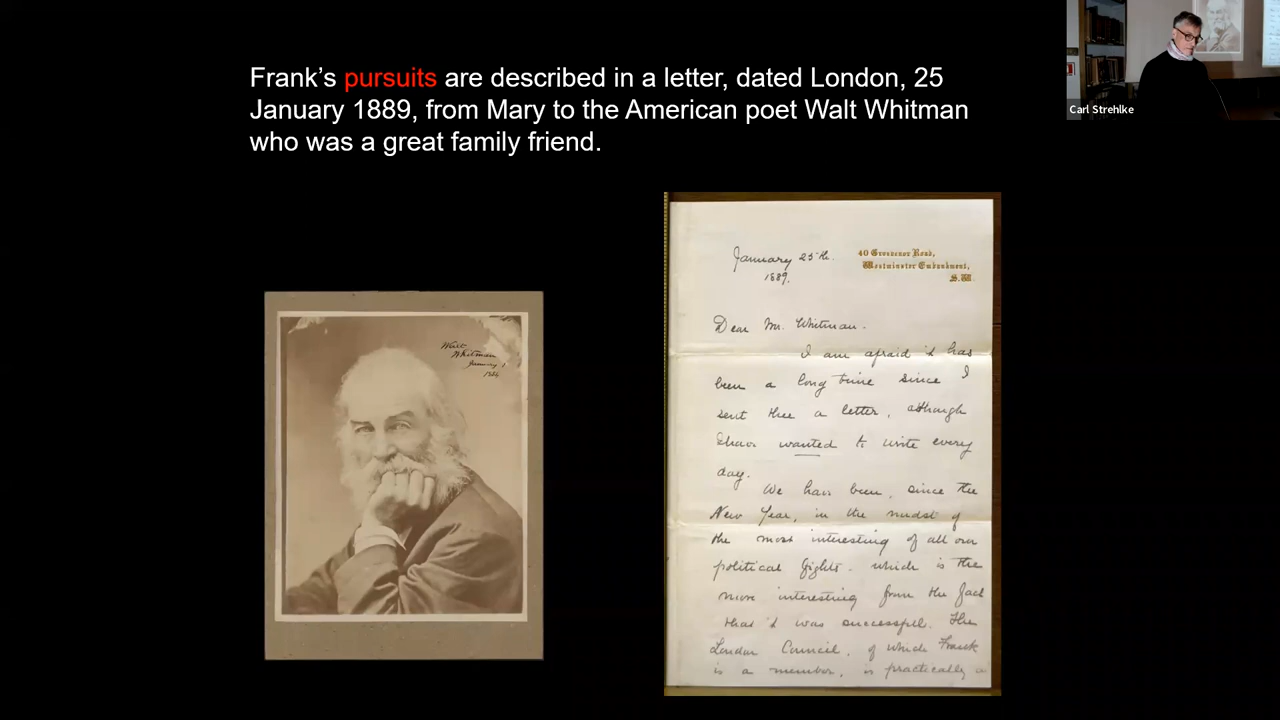 Frank’s pursuits are described in a letter, dated London, 25
January 1889, from Mary to the American poet Walt Whitman
who was a great family friend.
Carl Strehlke
Walt
Whitman
January 25th.
1889.
40 Grosvenor Road,
Westminster Embankment,
S.W.
Dear Mr. Whitman.
I am afraid it has
been a long time since I
sent thee a letter, although
I have wanted to write every
day.
We have been, since the
New Year, in the midst of
the most interesting of all our
political fights. which is the
more interesting from the fact
that it was successful. The
London Council, of which Frank
is a member, is practically a